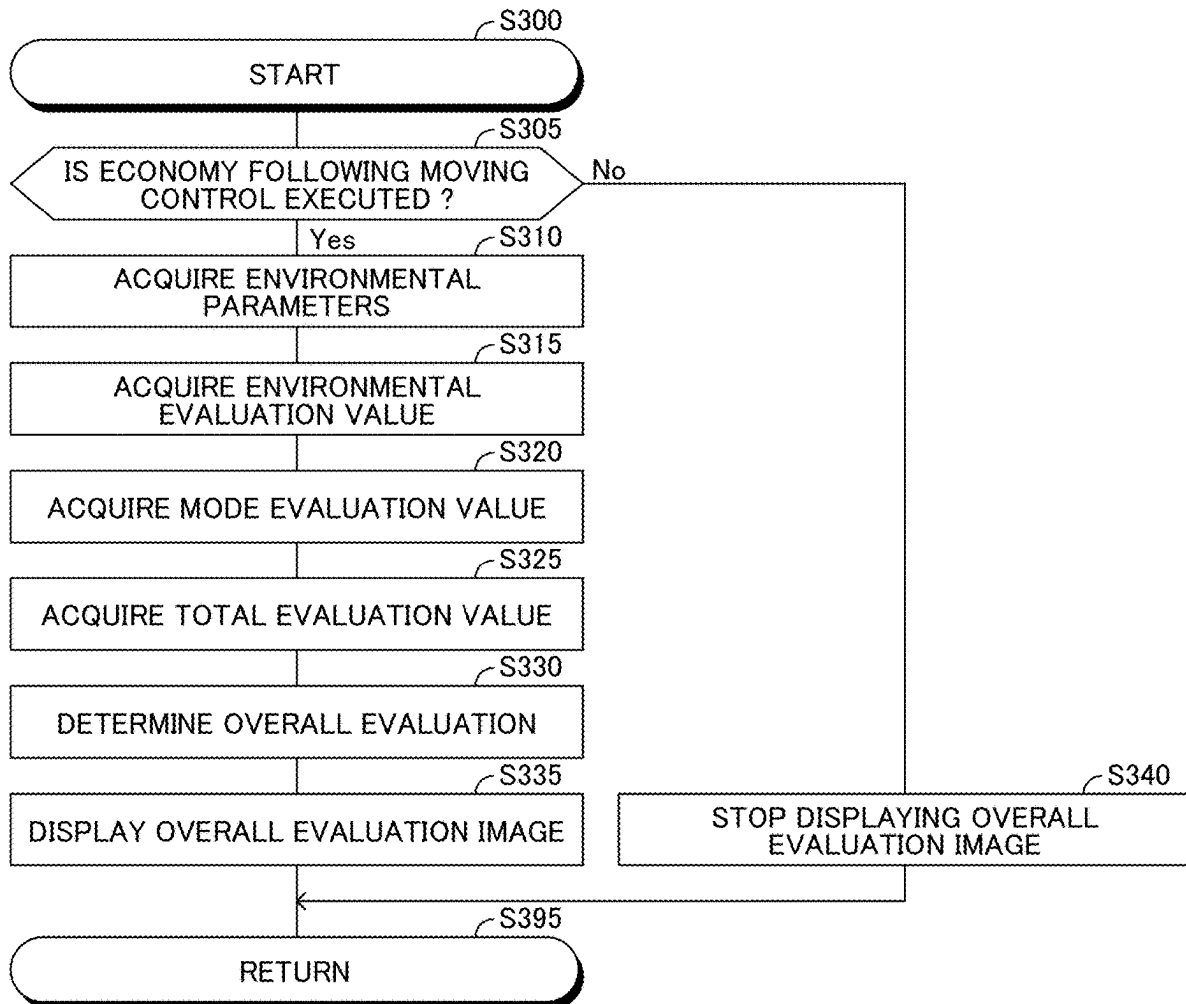 S300
START
S305
IS ECONOMY FOLLOWING MOVING
CONTROL EXECUTED ?
No
Yes
S310
ACQUIRE ENVIRONMENTAL
PARAMETERS
S315
ACQUIRE ENVIRONMENTAL
EVALUATION VALUE
S320
ACQUIRE MODE EVALUATION VALUE
S325
ACQUIRE TOTAL EVALUATION VALUE
S330
DETERMINE OVERALL EVALUATION
S335
DISPLAY OVERALL EVALUATION IMAGE
S340
STOP DISPLAYING OVERALL
EVALUATION IMAGE
S395
RETURN